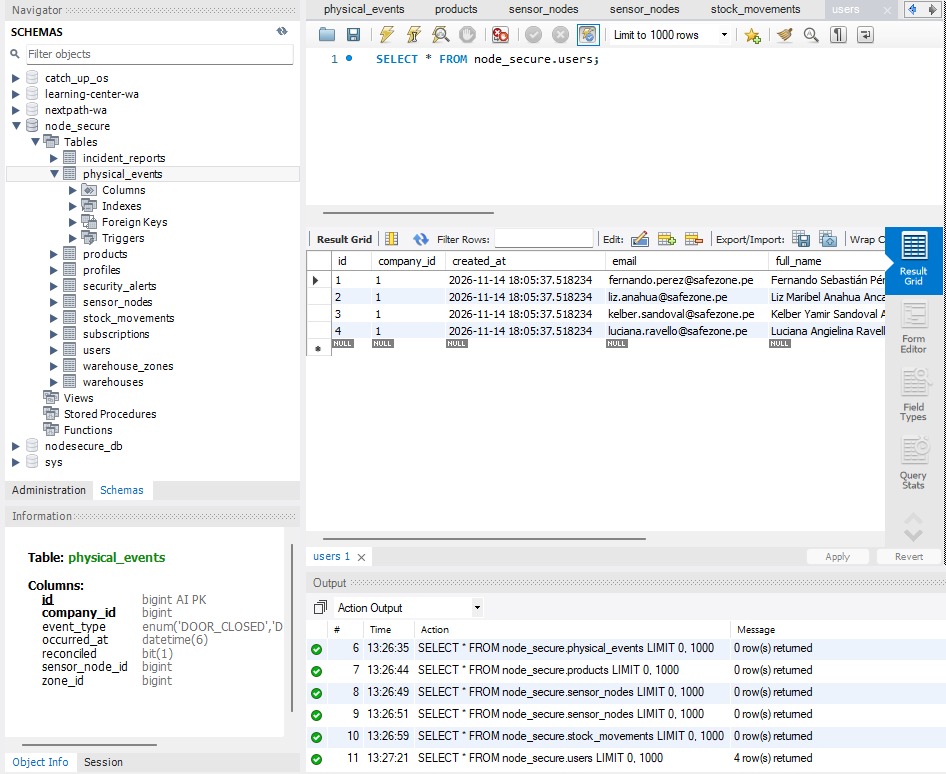 Navigator
SCHEMAS
Filter objects
catch_up_os
learning-center-wa
nextpath-wa
node_secure
Tables
incident_reports
physical_events
Columns
Indexes
Foreign Keys
Triggers
products
profiles
security_alerts
sensor_nodes
stock_movements
subscriptions
users
warehouse_zones
warehouses
Views
Stored Procedures
Functions
nodesecure_db
sys
Administration Schemas
Information
Table: physical_events
Columns:
id bigint AI PK
company_id bigint
event_type enum('DOOR_CLOSED','D
occurred_at datetime(6)
reconciled bit(1)
sensor_node_id bigint
zone_id bigint
Object Info Session
physical_events products sensor_nodes sensor_nodes stock_movements users
Limit to 1000 rows
1 SELECT * FROM node_secure.users;
Result Grid Filter Rows: Edit: Export/Import: Wrap C
id company_id created_at email full_name
1 1 2026-11-14 18:05:37.518234 fernando.perez@safezone.pe Fernando Sebastián Pér
2 1 2026-11-14 18:05:37.518234 liz.anahua@safezone.pe Liz Maribel Anahua Anca
3 1 2026-11-14 18:05:37.518234 kelber.sandoval@safezone.pe Kelber Yamir Sandoval A
4 1 2026-11-14 18:05:37.518234 luciana.ravello@safezone.pe Luciana Angielina Ravell
NULL NULL NULL NULL NULL
Result
Grid
Form
Editor
Field
Types
Query
Stats
users 1 Apply Revert
Output
Action Output
# Time Action Message
6 13:26:35 SELECT * FROM node_secure.physical_events LIMIT 0, 1000 0 row(s) returned
7 13:26:44 SELECT * FROM node_secure.products LIMIT 0, 1000 0 row(s) returned
8 13:26:49 SELECT * FROM node_secure.sensor_nodes LIMIT 0, 1000 0 row(s) returned
9 13:26:51 SELECT * FROM node_secure.sensor_nodes LIMIT 0, 1000 0 row(s) returned
10 13:26:59 SELECT * FROM node_secure.stock_movements LIMIT 0, 1000 0 row(s) returned
11 13:27:21 SELECT * FROM node_secure.users LIMIT 0, 1000 4 row(s) returned